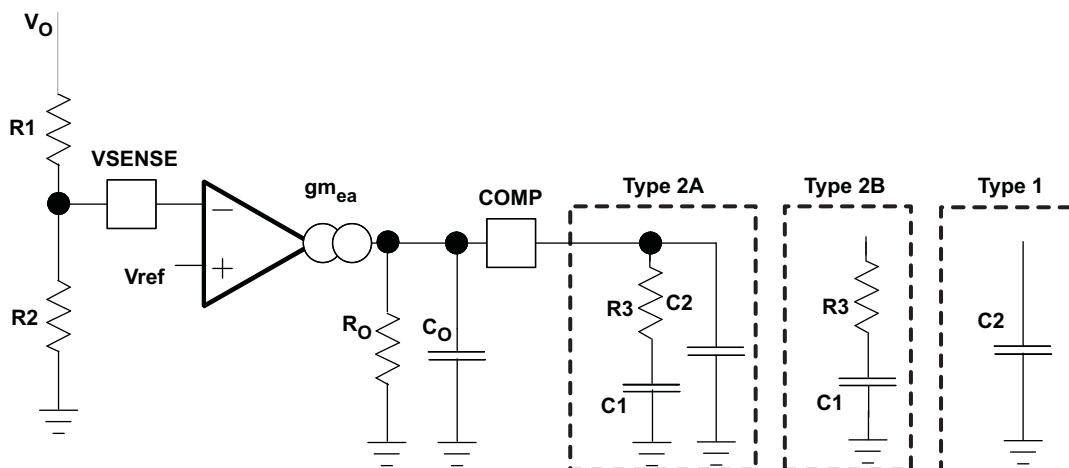 VO
R1
VSENSE
gmea
COMP
Type 2A
Type 2B
Type 1
Vref
R2
RO
CO
R3
C2
C1
R3
C1
C2